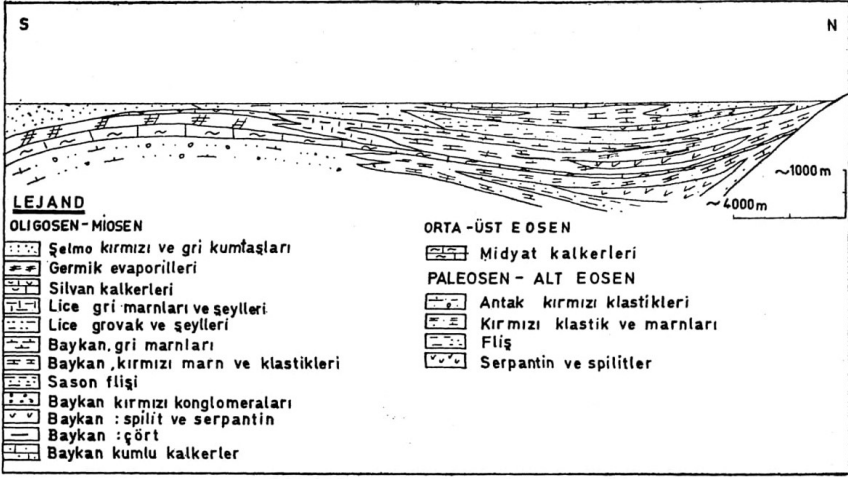 S
N
~1000m
~4000m
LEJAND
OLIGOSEN-MİOSEN
Şelmo kırmızı ve gri kumtaşları
Germik evaporilleri
Silvan kalkerleri
Lice gri marnları ve şeylleri
Lice grovak ve şeylleri
Baykan, gri marnları
Baykan, kırmızı marn ve klastikleri
Sason flişi
Baykan kırmızı konglomeraları
Baykan : spilit ve serpantin
Baykan : çört
Baykan kumlu kalkerler
ORTA-ÜST EOSEN
Midyat kalkerleri
PALEOSEN - ALT EOSEN
Antak kırmızı klastikleri
Kırmızı klastik ve marnları
Fliş
Serpantin ve spilitler